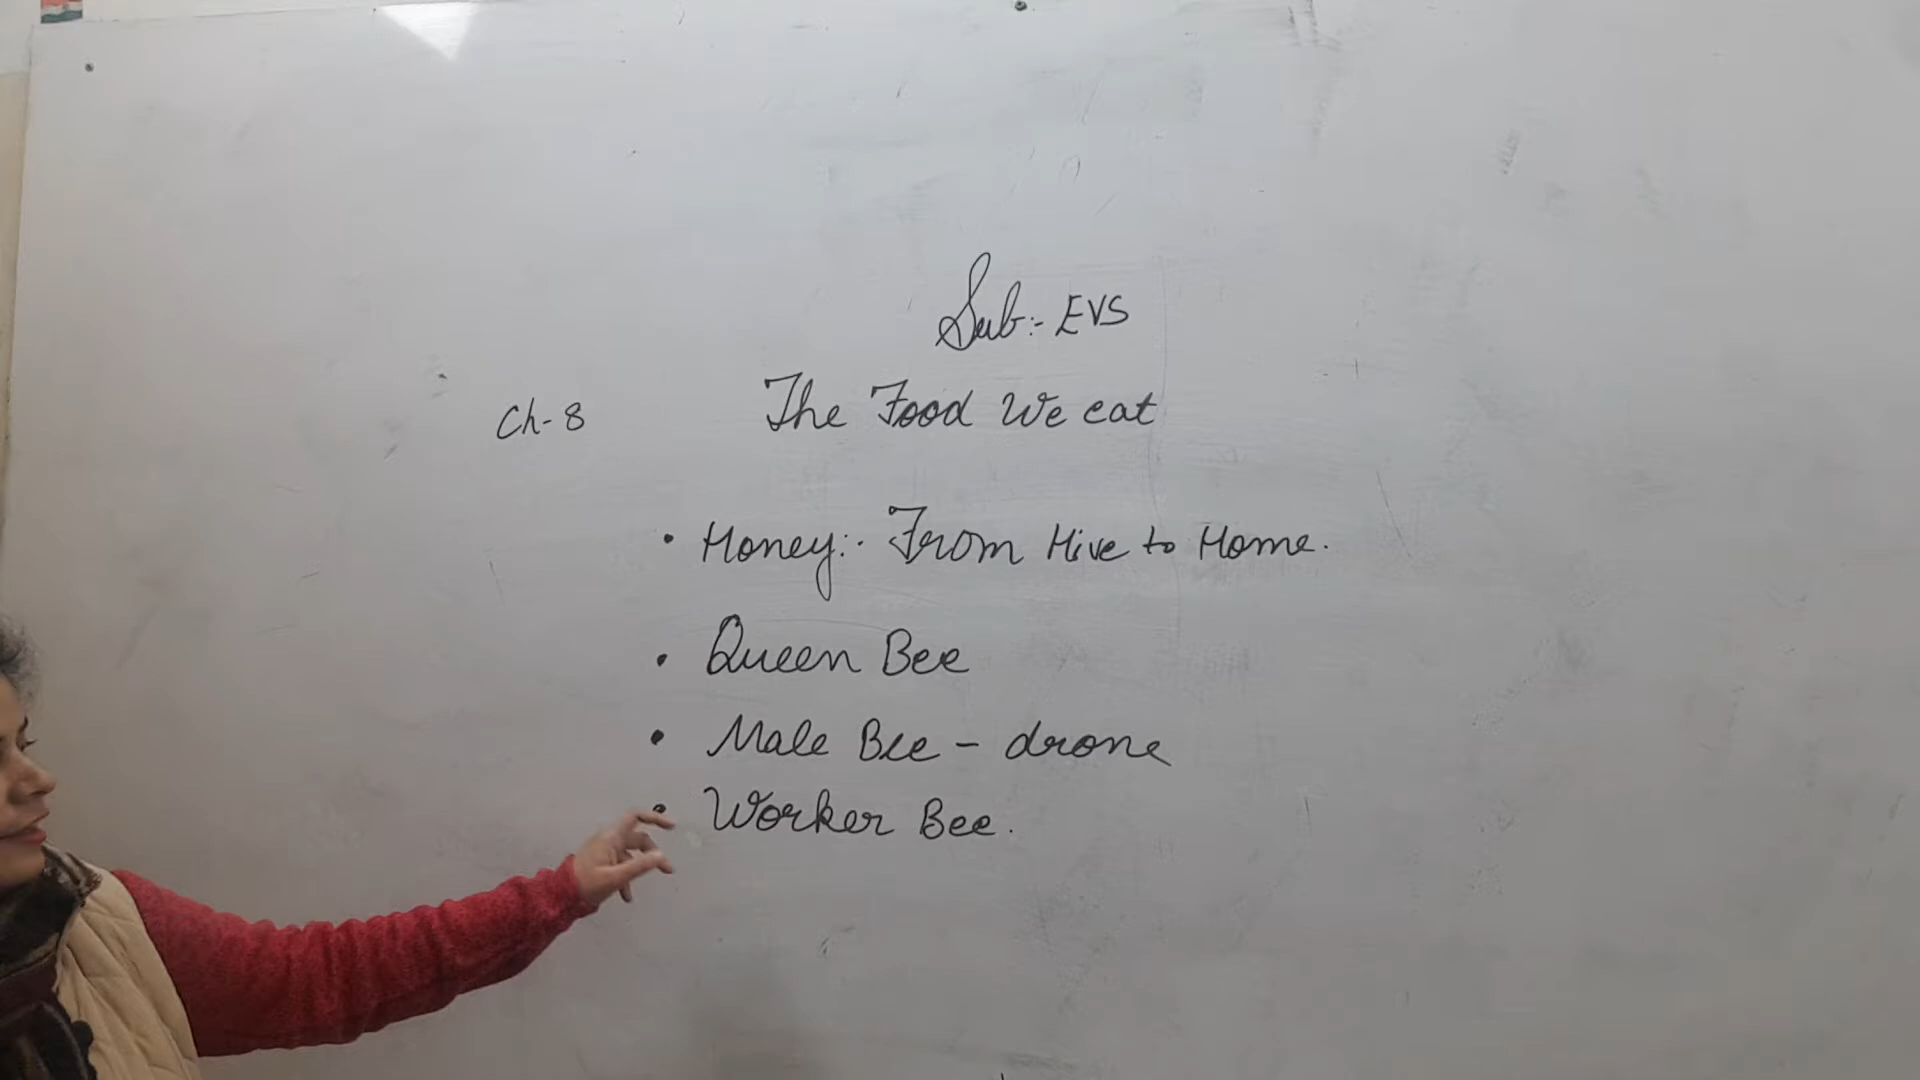 Sub:- EVS
Ch-8 The Food We eat
• Honey:- From Hive to Home.
• Queen Bee
• Male Bee - drone
• Worker Bee.